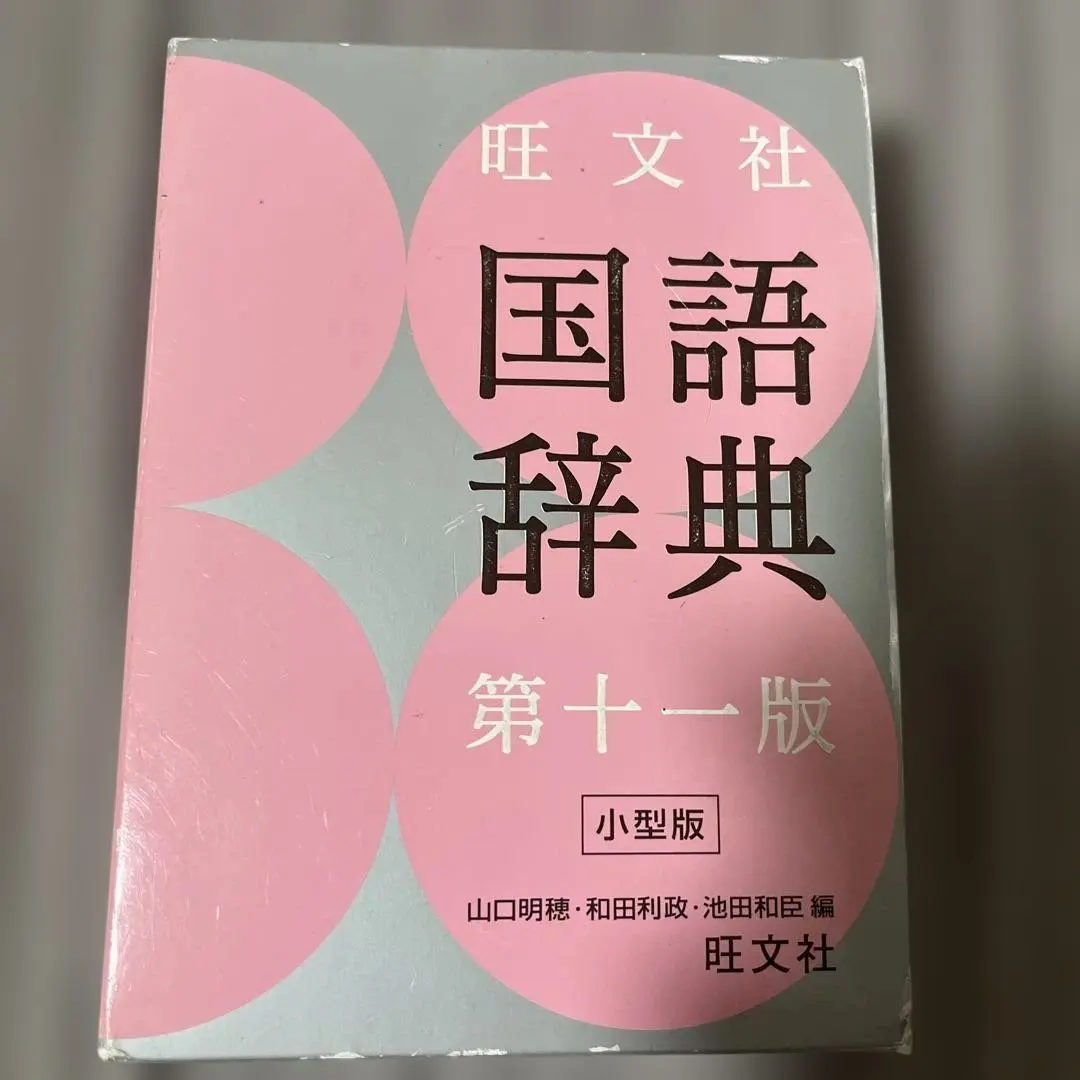 旺文社
国語
辞典
第十一版
小型版
山口明穂・和田利政・池田和臣 編
旺文社